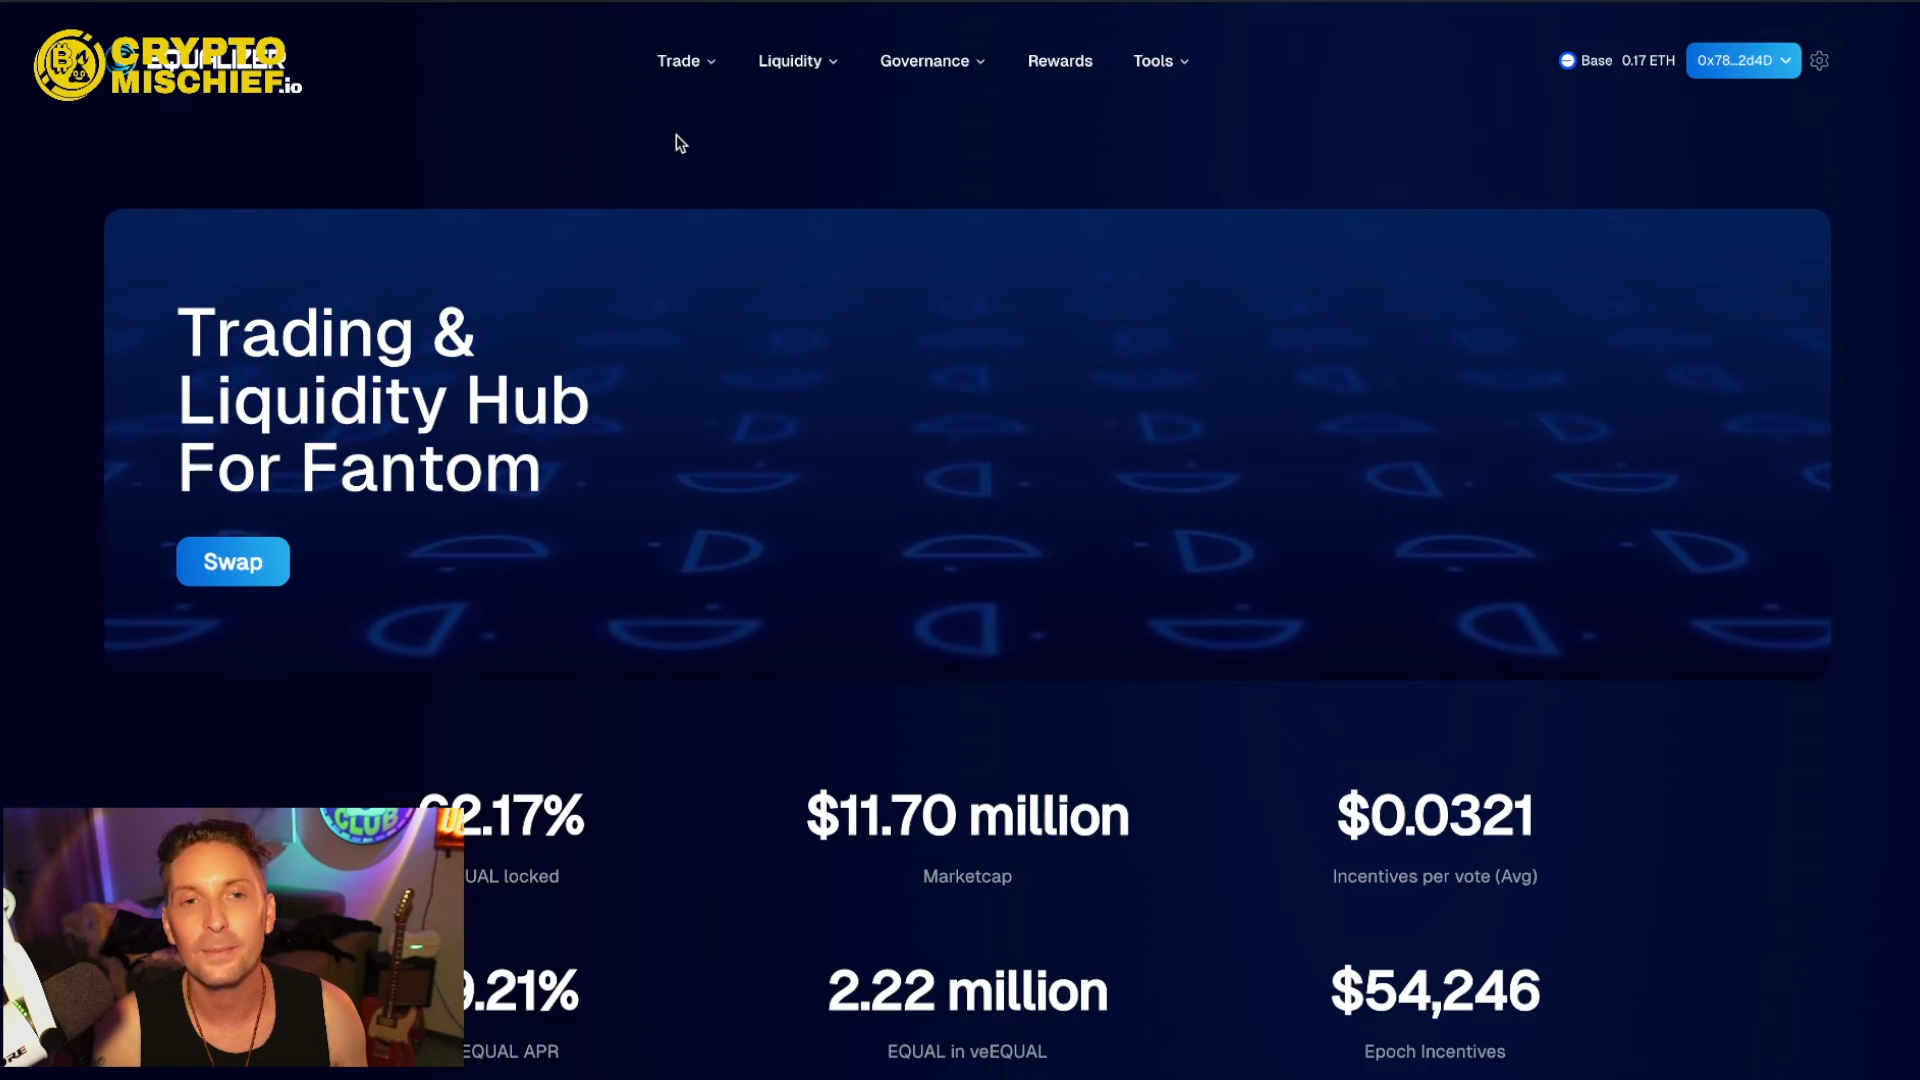 CRYPTO
MISCHIEF.io
EQUALIZER
Trade
Liquidity
Governance
Rewards
Tools
Base
0.17 ETH
0x78...2d4D
Trading &
Liquidity Hub
For Fantom
Swap
2.17%
$11.70 million
$0.0321
UAL locked
Marketcap
Incentives per vote (Avg)
CLUB
.21%
2.22 million
$54,246
EQUAL APR
EQUAL in veEQUAL
Epoch Incentives